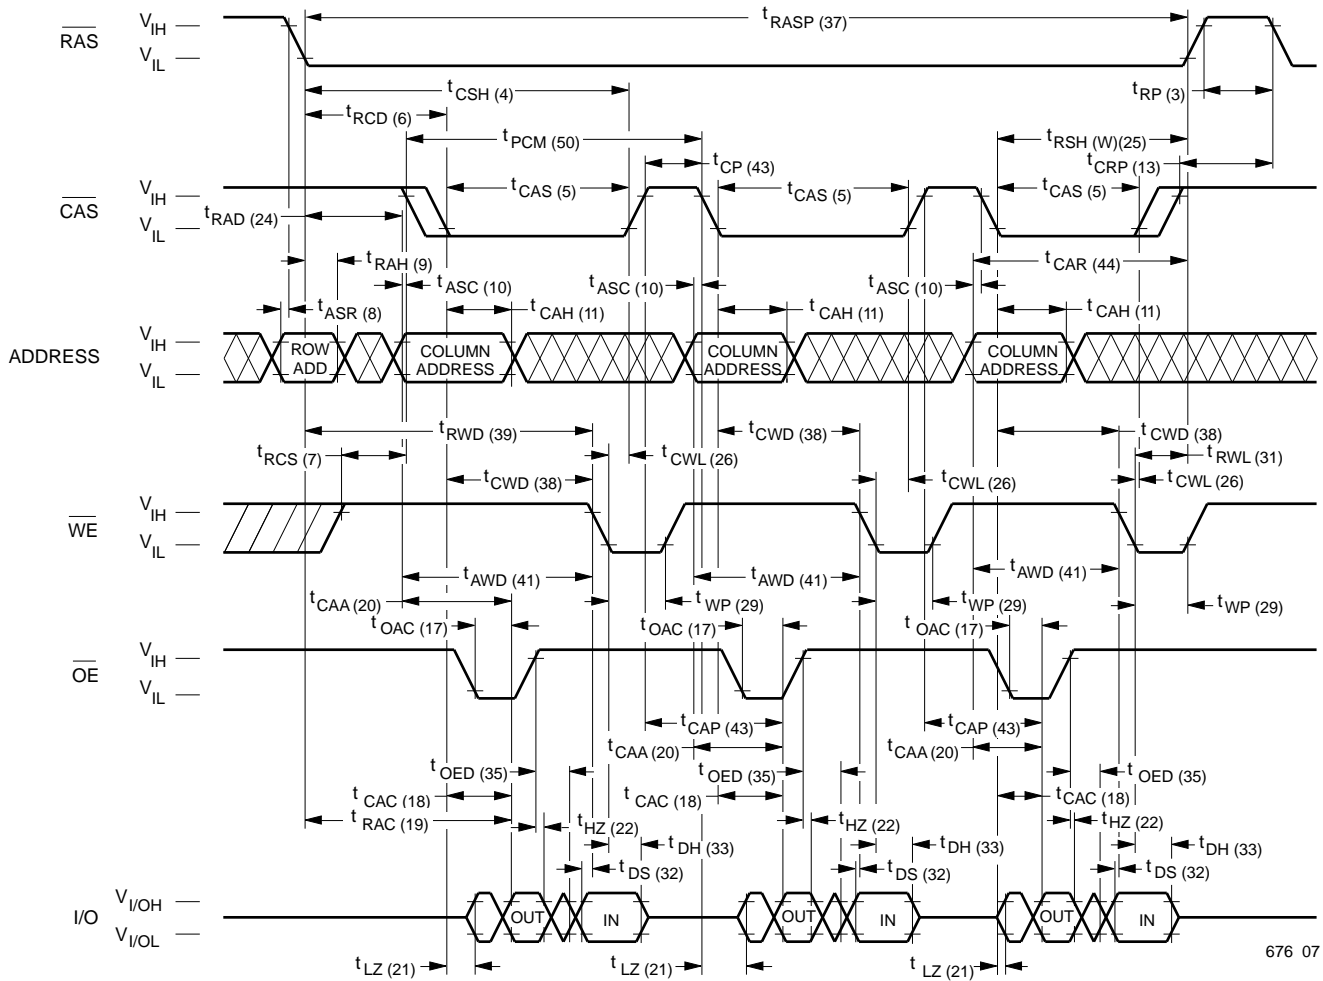 t RASP (37)
RAS
V IH
V IL
t CSH (4)
t RP (3)
t RCD (6)
t PCM (50)
t RSH (W)(25)
t CP (43)
t CRP (13)
CAS
V IH
V IL
t CAS (5)
t CAS (5)
t CAS (5)
t RAD (24)
t RAH (9)
t CAR (44)
t ASC (10)
t ASC (10)
t ASC (10)
t ASR (8)
t CAH (11)
t CAH (11)
t CAH (11)
ADDRESS
V IH
V IL
ROW
ADD
COLUMN
ADDRESS
COLUMN
ADDRESS
COLUMN
ADDRESS
t RWD (39)
t CWD (38)
t CWD (38)
t RCS (7)
t CWL (26)
t RWL (31)
t CWD (38)
t CWL (26)
t CWL (26)
WE
V IH
V IL
t AWD (41)
t AWD (41)
t AWD (41)
t CAA (20)
t WP (29)
t WP (29)
t WP (29)
t OAC (17)
t OAC (17)
t OAC (17)
OE
V IH
V IL
t CAP (43)
t CAP (43)
t CAA (20)
t CAA (20)
t OED (35)
t OED (35)
t OED (35)
t CAC (18)
t CAC (18)
t CAC (18)
t RAC (19)
t HZ (22)
t HZ (22)
t HZ (22)
t DH (33)
t DH (33)
t DH (33)
t DS (32)
t DS (32)
t DS (32)
I/O
V I/OH
V I/OL
OUT
IN
OUT
IN
OUT
IN
t LZ (21)
t LZ (21)
t LZ (21)
676 07